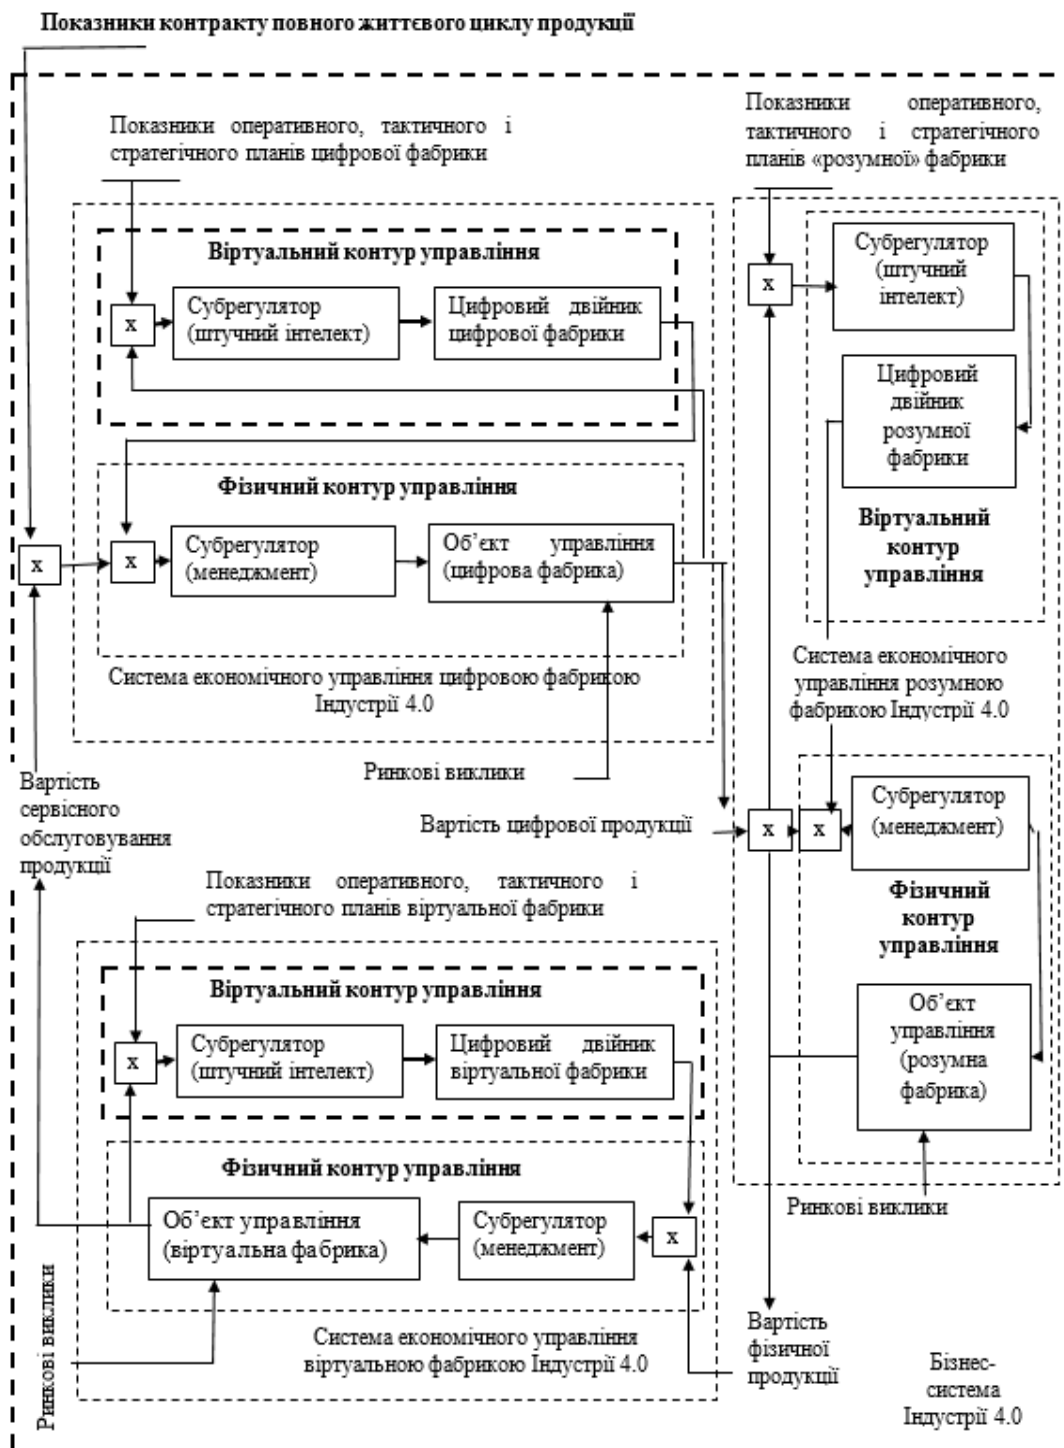 Показники контракту повного життєвого циклу продукції
Показники оперативного, тактичного і
стратегічного планів цифрової фабрики
Показники оперативного,
тактичного і стратегічного
планів «розумної» фабрики
Віртуальний контур управління
x
Субрегулятор
(штучний інтелект)
Цифровий двійник
цифрової фабрики
Фізичний контур управління
x
x
Субрегулятор
(менеджмент)
Об’єкт управління
(цифрова фабрика)
Система економічного управління цифровою фабрикою
Індустрії 4.0
x
Субрегулятор
(штучний
інтелект)
Цифровий
двійник
розумної
фабрики
Віртуальний
контур
управління
Система економічного
управління розумною
фабрикою Індустрії 4.0
Ринкові виклики
Вартість
сервісного
обслуговування
продукції
Вартість цифрової продукції
x
x
Субрегулятор
(менеджмент)
Фізичний
контур
управління
Об’єкт
управління
(розумна
фабрика)
Ринкові виклики
Показники оперативного, тактичного і
стратегічного планів віртуальної фабрики
Віртуальний контур управління
x
Субрегулятор
(штучний інтелект)
Цифровий двійник
віртуальної фабрики
Фізичний контур управління
Об’єкт управління
(віртуальна фабрика)
Субрегулятор
(менеджмент)
x
Система економічного управління
віртуальною фабрикою Індустрії 4.0
Ринкові виклики
Вартість
фізичної
продукції
Бізнес-
система
Індустрії 4.0